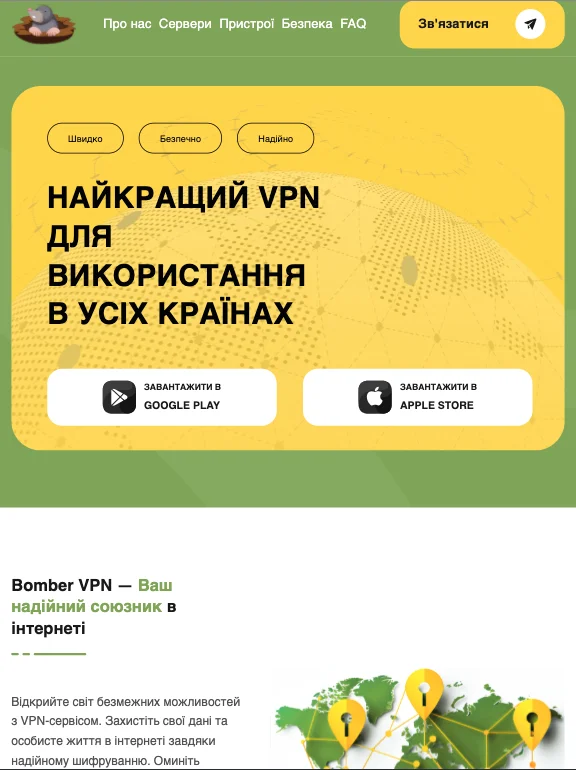 Про нас Сервери Пристрої Безпека FAQ Зв'язатися
Швидко Безпечно Надійно
НАЙКРАЩИЙ VPN
ДЛЯ
ВИКОРИСТАННЯ
В УСІХ КРАЇНАХ
ЗАВАНТАЖИТИ В
GOOGLE PLAY
ЗАВАНТАЖИТИ В
APPLE STORE
Bomber VPN — Ваш
надійний союзник в
інтернеті
Відкрийте світ безмежних можливостей
з VPN-сервісом. Захистіть свої дані та
особисте життя в інтернеті завдяки
надійному шифруванню. Оминіть